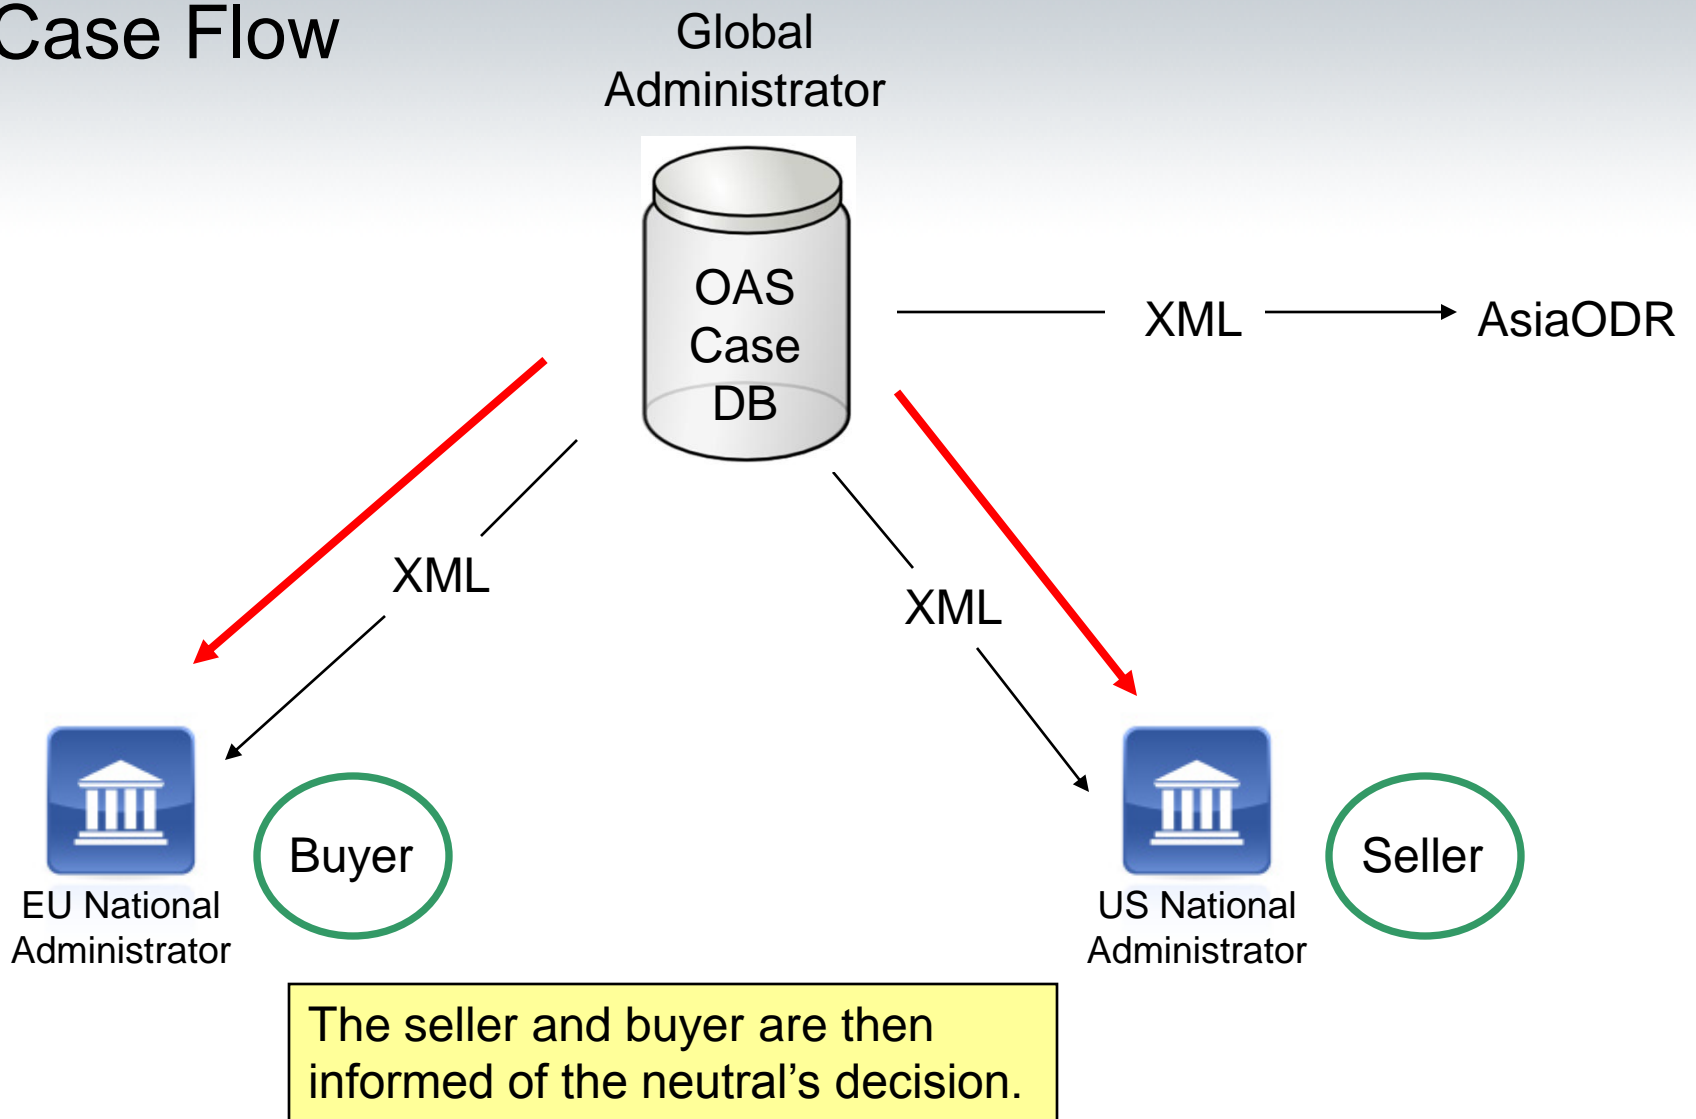 Case Flow
Global
Administrator
OAS
Case
DB
XML
AsiaODR
XML
XML
Buyer
Seller
EU National
Administrator
US National
Administrator
The seller and buyer are then
informed of the neutral’s decision.